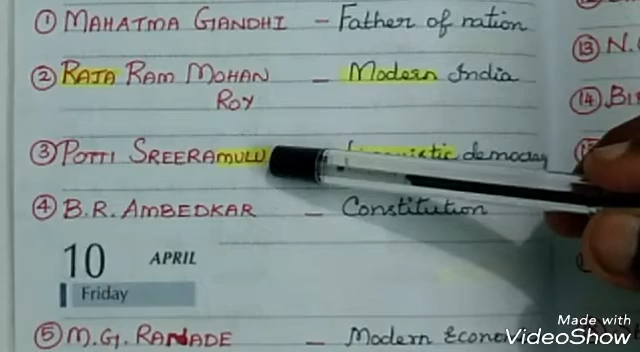 ① MAHATMA GANDHI – Father of nation
② RAJA RAM MOHAN ROY – Modern India
③ POTTI SREERAMULU democracy
④ B.R. AMBEDKAR – Constitution
10 APRIL
Friday
⑤ M.G. RANADE – Modern
⑬ N.
⑭
Made with
VideoShow